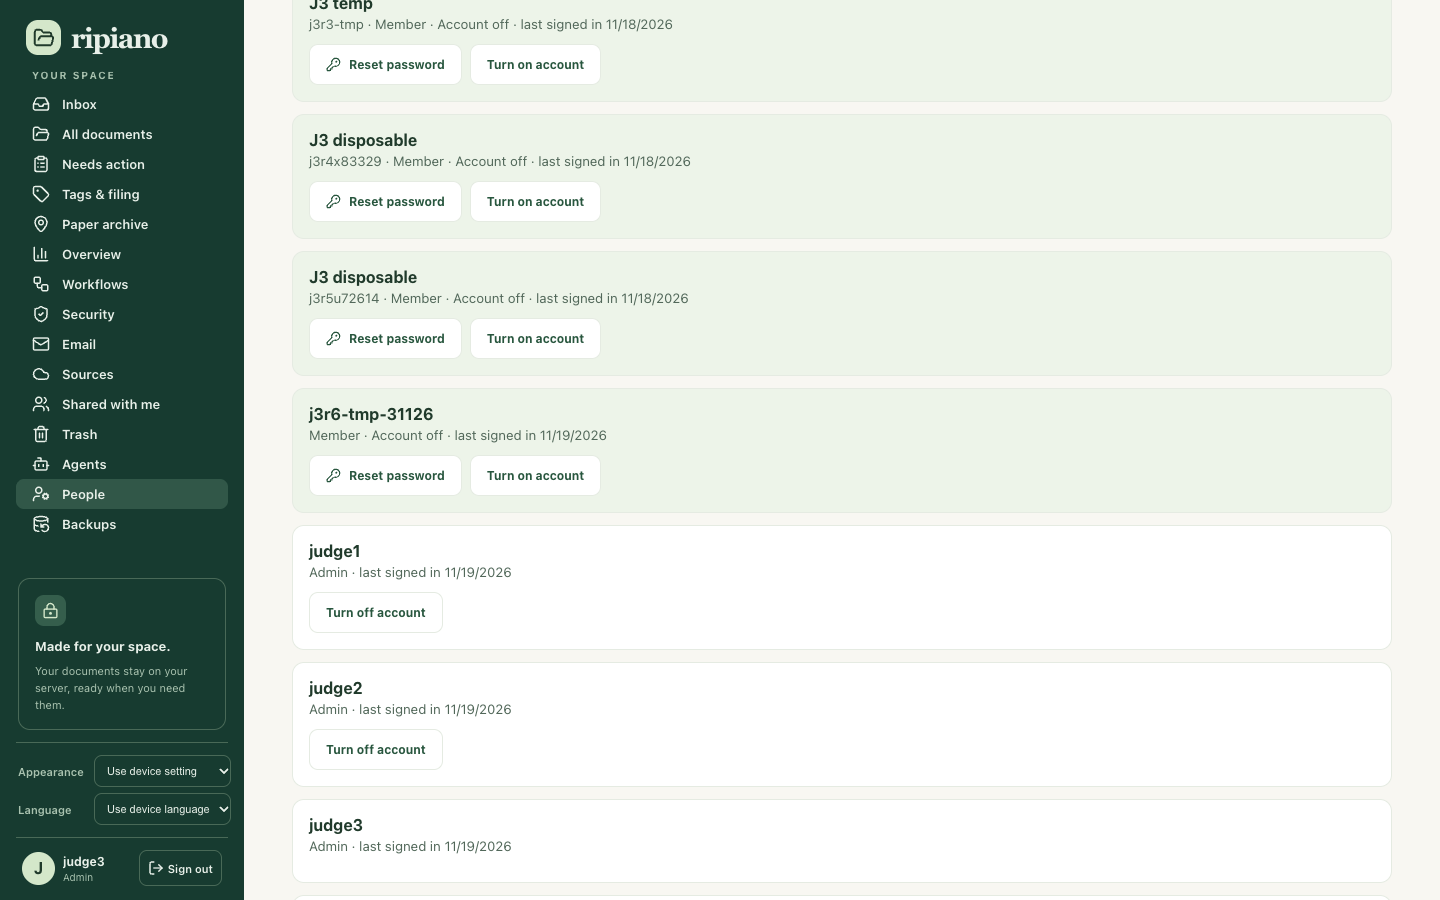 ripiano
YOUR SPACE
Inbox
All documents
Needs action
Tags & filing
Paper archive
Overview
Workflows
Security
Email
Sources
Shared with me
Trash
Agents
People
Backups
Made for your space.
Your documents stay on your
server, ready when you need
them.
Appearance
Use device setting
Language
Use device language
J
judge3
Admin
Sign out
J3 temp
j3r3-tmp · Member · Account off · last signed in 11/18/2026
Reset password
Turn on account
J3 disposable
j3r4x83329 · Member · Account off · last signed in 11/18/2026
Reset password
Turn on account
J3 disposable
j3r5u72614 · Member · Account off · last signed in 11/18/2026
Reset password
Turn on account
j3r6-tmp-31126
Member · Account off · last signed in 11/19/2026
Reset password
Turn on account
judge1
Admin · last signed in 11/19/2026
Turn off account
judge2
Admin · last signed in 11/19/2026
Turn off account
judge3
Admin · last signed in 11/19/2026